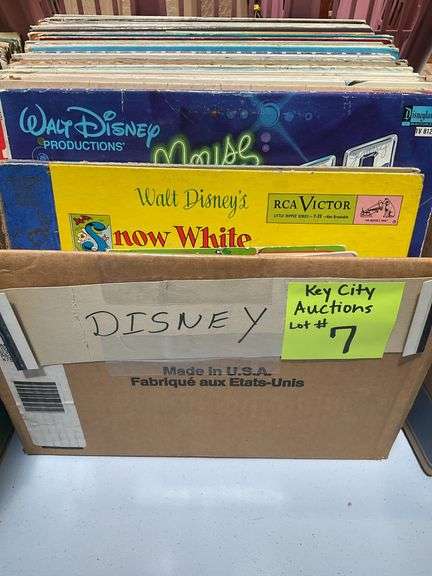 WALT DISNEY
PRODUCTIONS'
Mouse
Disneyland
Walt Disney's
RCA VICTOR
Snow White
DISNEY
Key City
Auctions
Lot # 7
Made in U.S.A.
Fabriqué aux Etats-Unis